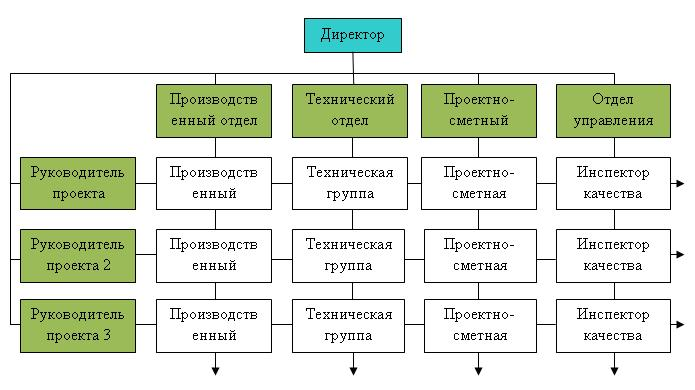 Директор
Производств
енный отдел
Технический
отдел
Проектно-
сметный
Отдел
управления
Руководитель
проекта
Производств
енный
Техническая
группа
Проектно-
сметная
Инспектор
качества
Руководитель
проекта 2
Производств
енный
Техническая
группа
Проектно-
сметная
Инспектор
качества
Руководитель
проекта 3
Производств
енный
Техническая
группа
Проектно-
сметная
Инспектор
качества